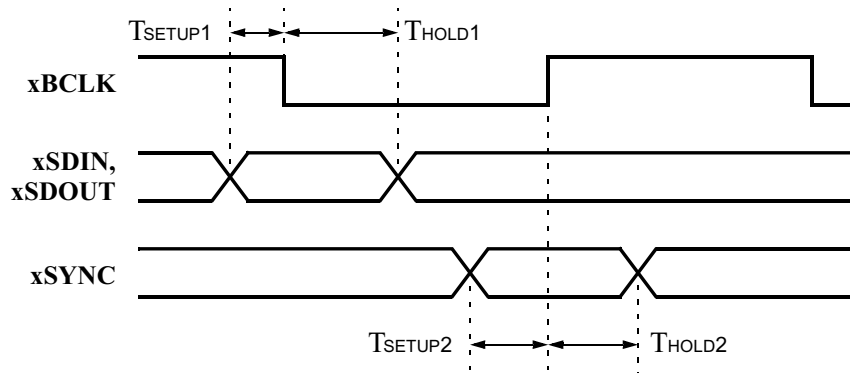 TSETUP1 THOLD1
xBCLK
xSDIN,
xSDOUT
xSYNC
TSETUP2 THOLD2